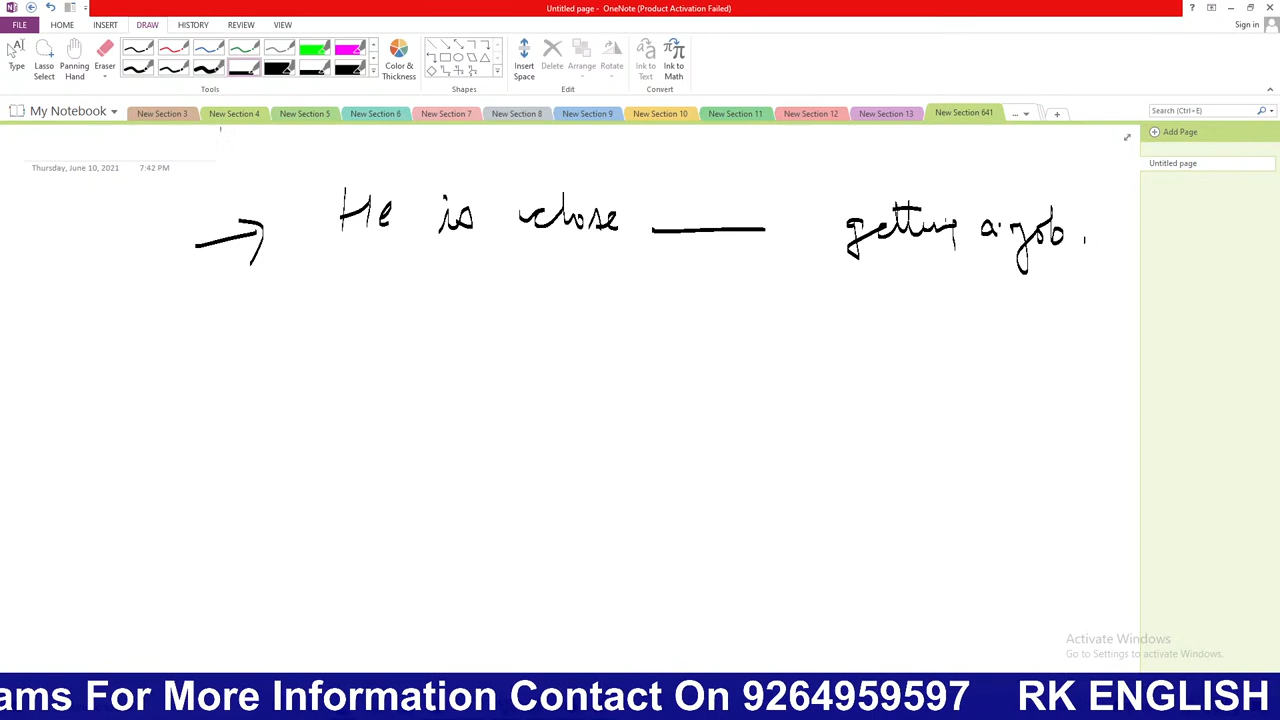 Untitled page - OneNote (Product Activation Failed)
FILE HOME INSERT DRAW HISTORY REVIEW VIEW
Sign in
Type
Lasso Select
Panning Hand
Eraser
Color & Thickness
Insert Space
Delete
Arrange
Rotate
Ink to Text
Ink to Math
Tools
Shapes
Edit
Convert
My Notebook
New Section 3
New Section 4
New Section 5
New Section 6
New Section 7
New Section 8
New Section 9
New Section 10
New Section 11
New Section 12
New Section 13
New Section 641
...
Search (Ctrl+E)
Add Page
Untitled page
Thursday, June 10, 2021 7:42 PM
→ He is close ____ getting a job.
Activate Windows
Go to Settings to activate Windows.
ams For More Information Contact On 9264959597 RK ENGLISH